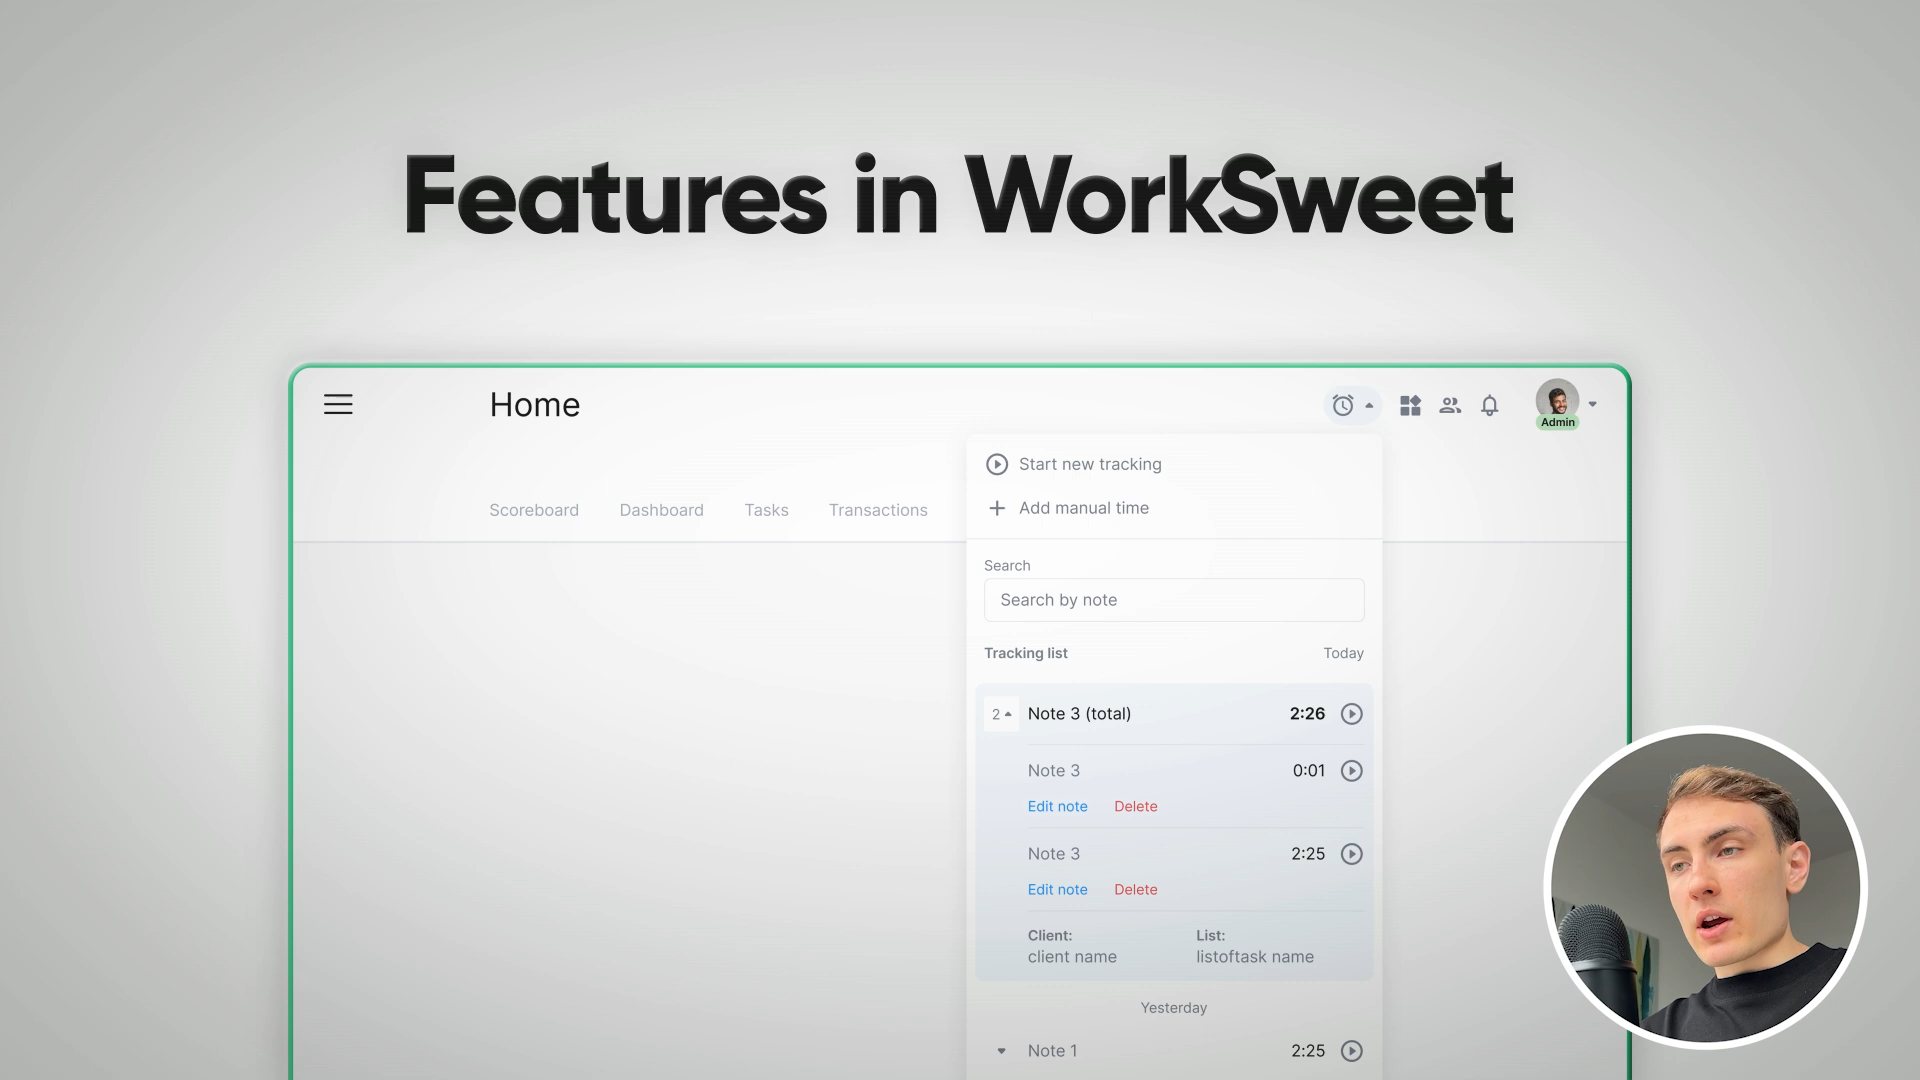 Features in WorkSweet
Home
Admin
Start new tracking
Add manual time
Scoreboard Dashboard Tasks Transactions
Search
Search by note
Tracking list Today
2 Note 3 (total) 2:26
Note 3 0:01
Edit note Delete
Note 3 2:25
Edit note Delete
Client: List:
client name listoftask name
Yesterday
Note 1 2:25